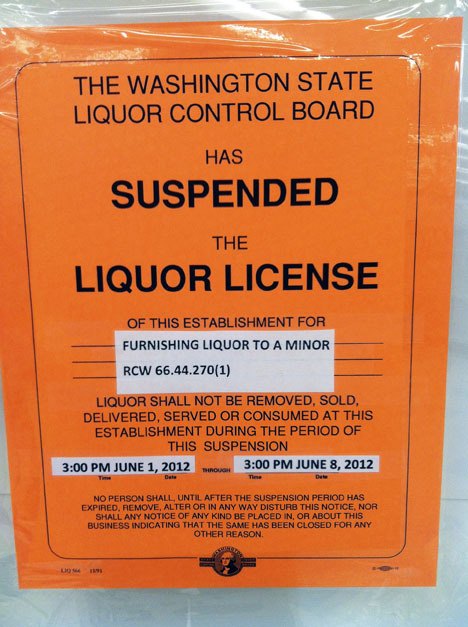 THE WASHINGTON STATE
LIQUOR CONTROL BOARD
HAS
SUSPENDED
THE
LIQUOR LICENSE
OF THIS ESTABLISHMENT FOR
FURNISHING LIQUOR TO A MINOR
RCW 66.44.270(1)
LIQUOR SHALL NOT BE REMOVED, SOLD,
DELIVERED, SERVED OR CONSUMED AT THIS
ESTABLISHMENT DURING THE PERIOD OF
THIS SUSPENSION
3:00 PM JUNE 1, 2012 THROUGH 3:00 PM JUNE 8, 2012
Time Date Time Date
NO PERSON SHALL, UNTIL AFTER THE SUSPENSION PERIOD HAS
EXPIRED, REMOVE, ALTER OR IN ANY WAY DISTURB THIS NOTICE, NOR
SHALL ANY NOTICE OF ANY KIND BE PLACED IN, OR ABOUT THIS
BUSINESS INDICATING THAT THE SAME HAS BEEN CLOSED FOR ANY
OTHER REASON.
WASHINGTON
LIQ 566